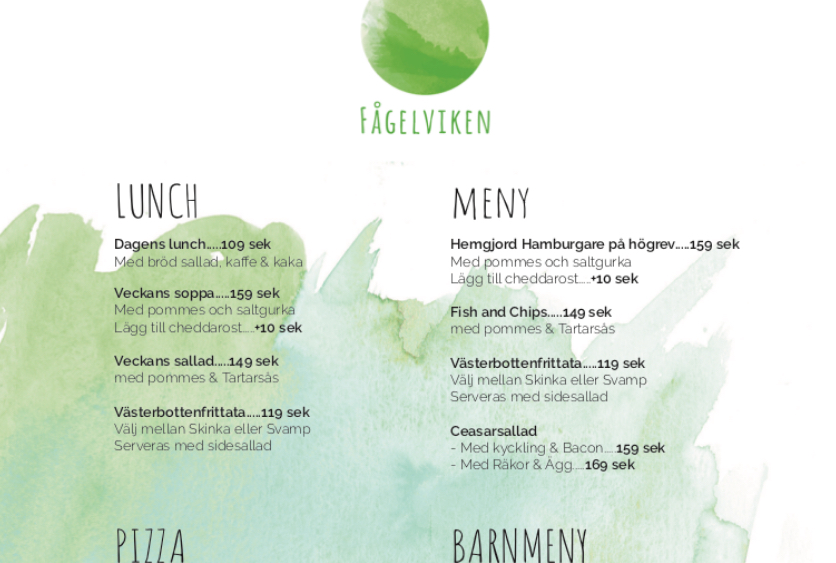 FÅGELVIKEN
LUNCH
Dagens lunch.....109 sek
Med bröd sallad, kaffe & kaka
Veckans soppa.....159 sek
Med pommes och saltgurka
Lägg till cheddarost....+10 sek
Veckans sallad.....149 sek
med pommes & Tartarsås
Västerbottenfrittata.....119 sek
Välj mellan Skinka eller Svamp
Serveras med sidesallad
MENY
Hemgjord Hamburgare på högrev.....159 sek
Med pommes och saltgurka
Lägg till cheddarost....+10 sek
Fish and Chips.....149 sek
med pommes & Tartarsås
Västerbottenfrittata.....119 sek
Välj mellan Skinka eller Svamp
Serveras med sidesallad
Ceasarsallad
- Med kyckling & Bacon....159 sek
- Med Räkor & Ägg....169 sek
PIZZA
BARNMENY